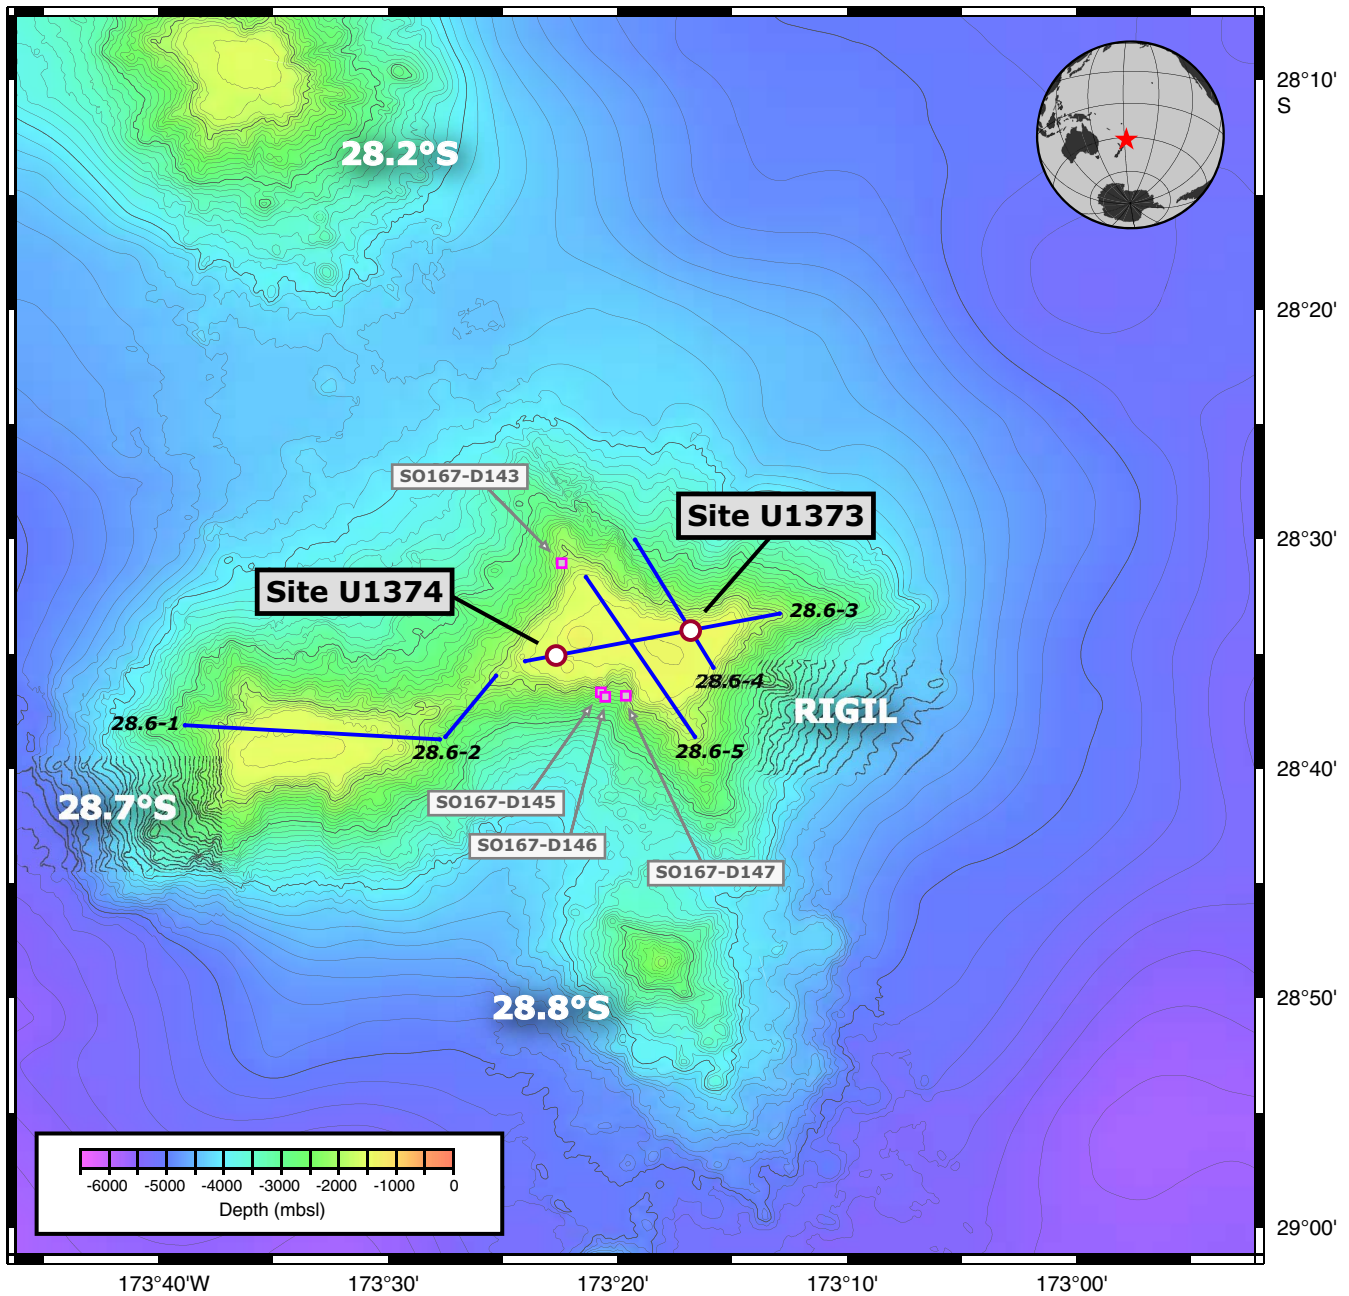 28°10'
S
28.2°S
28°20'
SO167-D143
Site U1373
28°30'
Site U1374
28.6-3
28.6-4
RIGIL
28.6-1
28.6-2
28.6-5
28°40'
28.7°S
SO167-D145
SO167-D146
SO167-D147
28.8°S
28°50'
-6000 -5000 -4000 -3000 -2000 -1000 0
Depth (mbsl)
29°00'
173°40'W 173°30' 173°20' 173°10' 173°00'